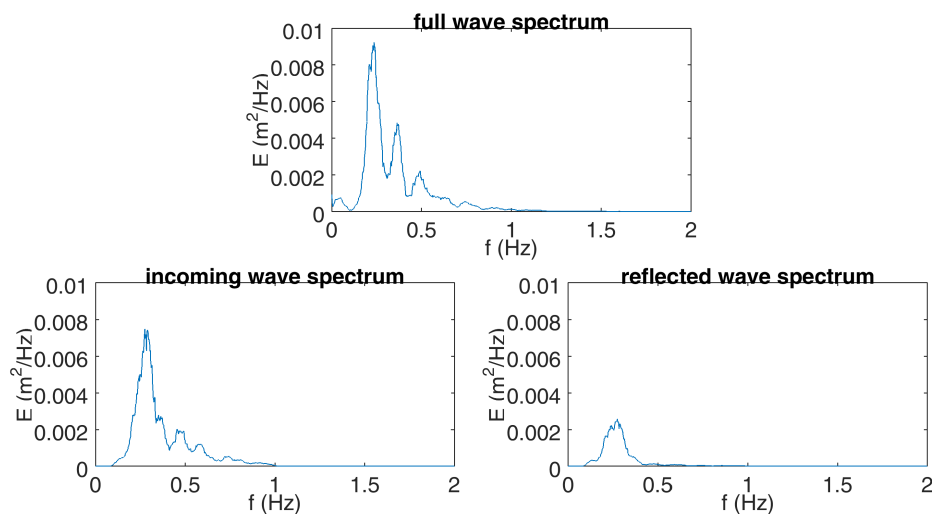 full wave spectrum
E (m²/Hz)
0.01
0.008
0.006
0.004
0.002
0
0 0.5 1 1.5 2
f (Hz)
incoming wave spectrum
E (m²/Hz)
0.01
0.008
0.006
0.004
0.002
0
0 0.5 1 1.5 2
f (Hz)
reflected wave spectrum
E (m²/Hz)
0.01
0.008
0.006
0.004
0.002
0
0 0.5 1 1.5 2
f (Hz)